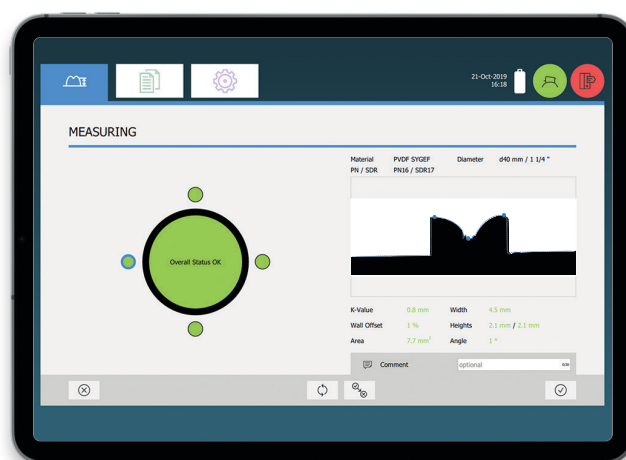 21-Oct-2019
16:18
MEASURING
Material PVDF SYGEF Diameter d40 mm / 1 1/4 "
PN / SDR PN16 / SDR17
Overall Status OK
K-Value 0.8 mm Width 4.5 mm
Wall Offset 1 % Heights 2.1 mm / 2.1 mm
Area 7.7 mm² Angle 1 °
Comment optional